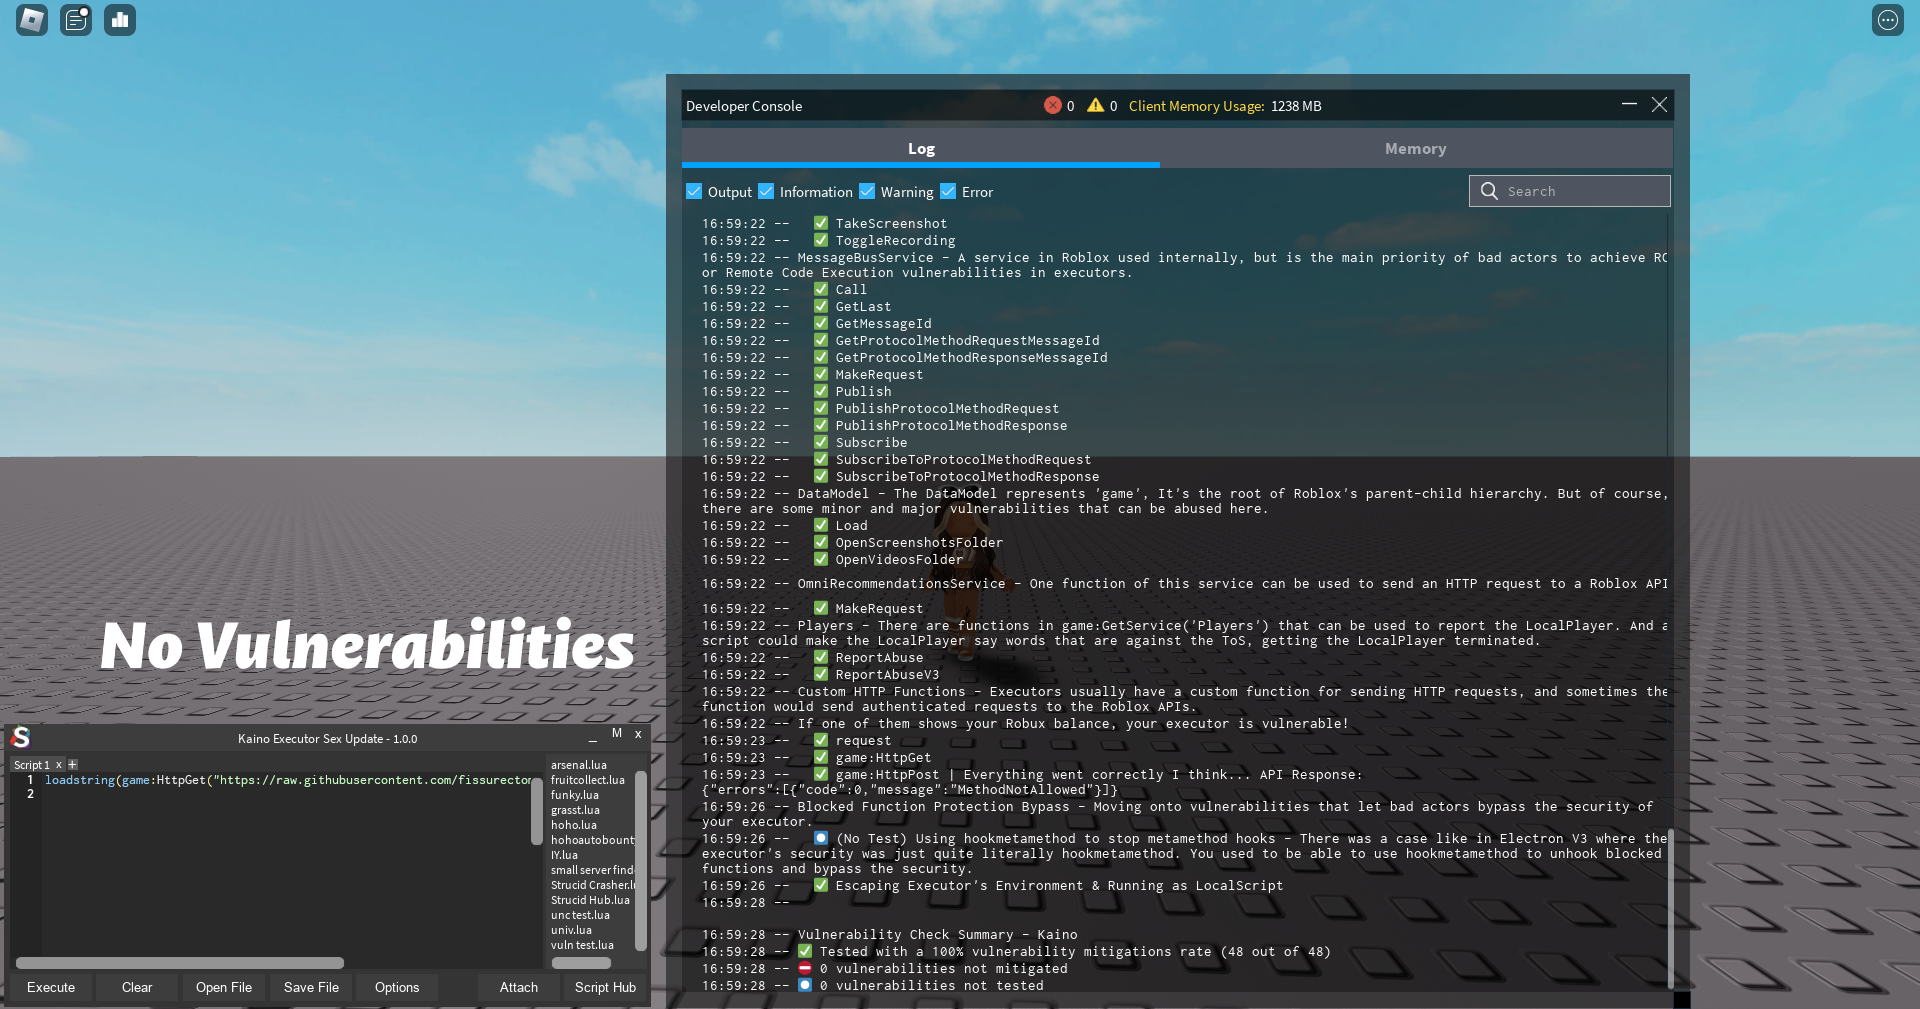 Developer Console
0
0
Client Memory Usage: 1238 MB
Log
Memory
Output
Information
Warning
Error
Search
16:59:22 -- ✅ TakeScreenshot
16:59:22 -- ✅ ToggleRecording
16:59:22 -- MessageBusService - A service in Roblox used internally, but is the main priority of bad actors to achieve RC
or Remote Code Execution vulnerabilities in executors.
16:59:22 -- ✅ Call
16:59:22 -- ✅ GetLast
16:59:22 -- ✅ GetMessageId
16:59:22 -- ✅ GetProtocolMethodRequestMessageId
16:59:22 -- ✅ GetProtocolMethodResponseMessageId
16:59:22 -- ✅ MakeRequest
16:59:22 -- ✅ Publish
16:59:22 -- ✅ PublishProtocolMethodRequest
16:59:22 -- ✅ PublishProtocolMethodResponse
16:59:22 -- ✅ Subscribe
16:59:22 -- ✅ SubscribeToProtocolMethodRequest
16:59:22 -- ✅ SubscribeToProtocolMethodResponse
16:59:22 -- DataModel - The DataModel represents 'game', It's the root of Roblox's parent-child hierarchy. But of course,
there are some minor and major vulnerabilities that can be abused here.
16:59:22 -- ✅ Load
16:59:22 -- ✅ OpenScreenshotsFolder
16:59:22 -- ✅ OpenVideosFolder
16:59:22 -- OmniRecommendationsService - One function of this service can be used to send an HTTP request to a Roblox API
16:59:22 -- ✅ MakeRequest
16:59:22 -- Players - There are functions in game:GetService('Players') that can be used to report the LocalPlayer. And a
script could make the LocalPlayer say words that are against the ToS, getting the LocalPlayer terminated.
16:59:22 -- ✅ ReportAbuse
16:59:22 -- ✅ ReportAbuseV3
16:59:22 -- Custom HTTP Functions - Executors usually have a custom function for sending HTTP requests, and sometimes the
function would send authenticated requests to the Roblox APIs.
16:59:22 -- If one of them shows your Robux balance, your executor is vulnerable!
16:59:23 -- ✅ request
16:59:23 -- ✅ game:HttpGet
16:59:23 -- ✅ game:HttpPost | Everything went correctly I think... API Response:
{"errors":[{"code":0,"message":"MethodNotAllowed"}]}
16:59:26 -- Blocked Function Protection Bypass - Moving onto vulnerabilities that let bad actors bypass the security of
your executor.
16:59:26 -- ⏺ (No Test) Using hookmetamethod to stop metamethod hooks - There was a case like in Electron V3 where the
executor's security was just quite literally hookmetamethod. You used to be able to use hookmetamethod to unhook blocked
functions and bypass the security.
16:59:26 -- ✅ Escaping Executor's Environment & Running as LocalScript
16:59:28 --
16:59:28 -- Vulnerability Check Summary - Kaino
16:59:28 -- ✅ Tested with a 100% vulnerability mitigations rate (48 out of 48)
16:59:28 -- ⛔ 0 vulnerabilities not mitigated
16:59:28 -- ⏺ 0 vulnerabilities not tested
No Vulnerabilities
Kaino Executor Sex Update - 1.0.0
_ M x
Script 1 x +
1 loadstring(game:HttpGet("https://raw.githubusercontent.com/fissurecton
2
arsenal.lua
fruitcollect.lua
funky.lua
grasst.lua
hoho.lua
hohoautobounty
IY.lua
small server find
Strucid Crasher.lu
Strucid Hub.lua
unc test.lua
univ.lua
vuln test.lua
Execute
Clear
Open File
Save File
Options
Attach
Script Hub